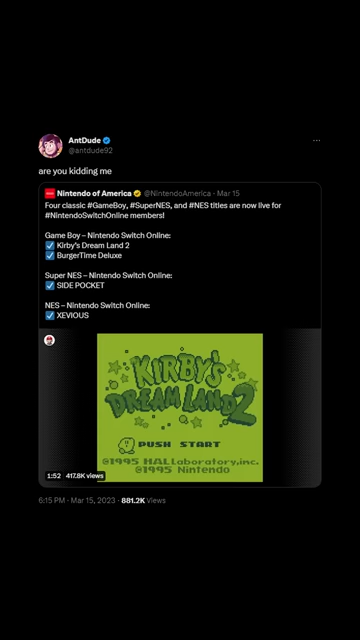 AntDude
@antdude92
are you kidding me
Nintendo of America @NintendoAmerica · Mar 15
Four classic #GameBoy, #SuperNES, and #NES titles are now live for
#NintendoSwitchOnline members!
Game Boy – Nintendo Switch Online:
☑ Kirby's Dream Land 2
☑ BurgerTime Deluxe
Super NES – Nintendo Switch Online:
☑ SIDE POCKET
NES – Nintendo Switch Online:
☑ XEVIOUS
KIRBY'S
DREAM LAND 2
PUSH START
©1995 HAL Laboratory,inc.
©1995 Nintendo
1:52 417.8K views
6:15 PM · Mar 15, 2023 · 881.2K Views